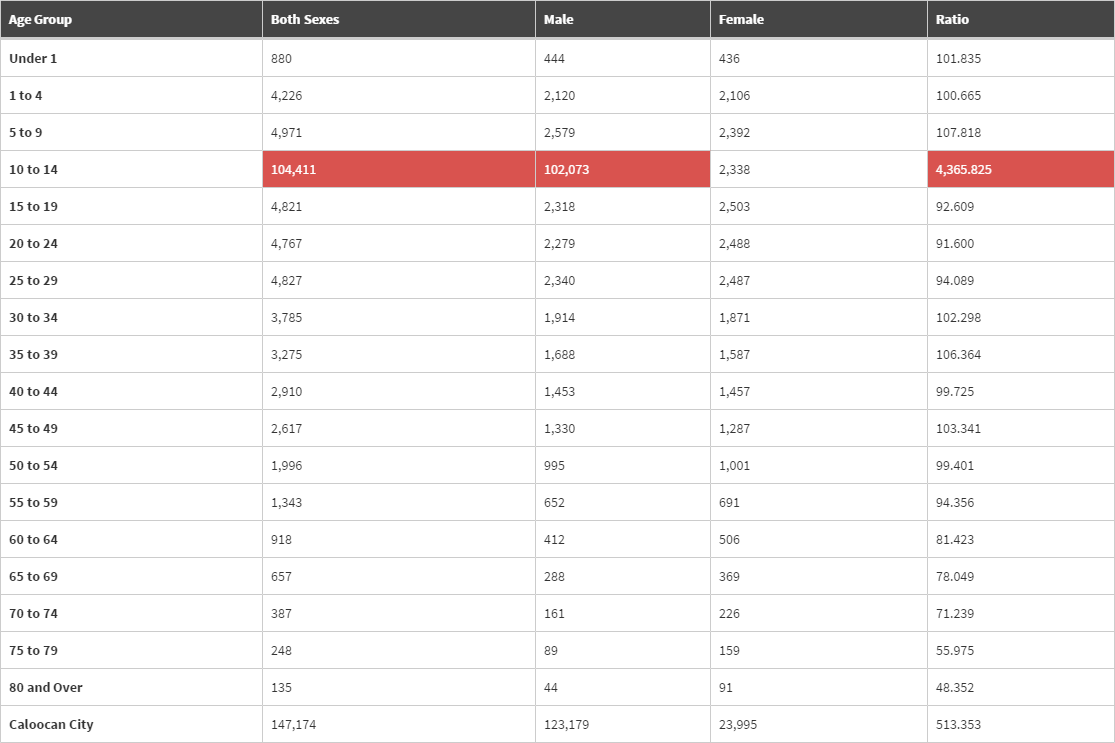 Age Group Both Sexes Male Female Ratio
Under 1 880 444 436 101.835
1 to 4 4,226 2,120 2,106 100.665
5 to 9 4,971 2,579 2,392 107.818
10 to 14 104,411 102,073 2,338 4,365.825
15 to 19 4,821 2,318 2,503 92.609
20 to 24 4,767 2,279 2,488 91.600
25 to 29 4,827 2,340 2,487 94.089
30 to 34 3,785 1,914 1,871 102.298
35 to 39 3,275 1,688 1,587 106.364
40 to 44 2,910 1,453 1,457 99.725
45 to 49 2,617 1,330 1,287 103.341
50 to 54 1,996 995 1,001 99.401
55 to 59 1,343 652 691 94.356
60 to 64 918 412 506 81.423
65 to 69 657 288 369 78.049
70 to 74 387 161 226 71.239
75 to 79 248 89 159 55.975
80 and Over 135 44 91 48.352
Caloocan City 147,174 123,179 23,995 513.353